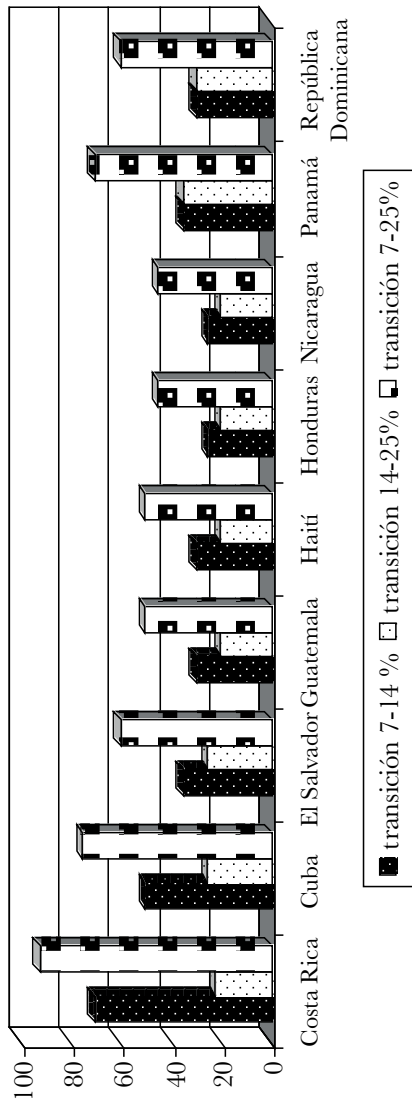 100
80
60
40
20
0
Costa Rica Cuba El Salvador Guatemala Haití Honduras Nicaragua Panamá República
Dominicana
transición 7-14 % transición 14-25% transición 7-25%